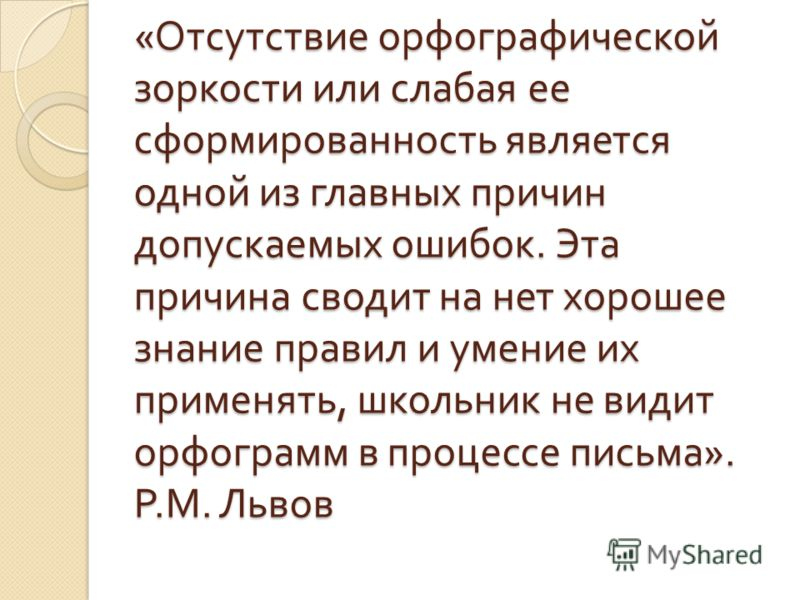 «Отсутствие орфографической
зоркости или слабая ее
сформированность является
одной из главных причин
допускаемых ошибок. Эта
причина сводит на нет хорошее
знание правил и умение их
применять, школьник не видит
орфограмм в процессе письма».
Р.М. Львов
MyShared